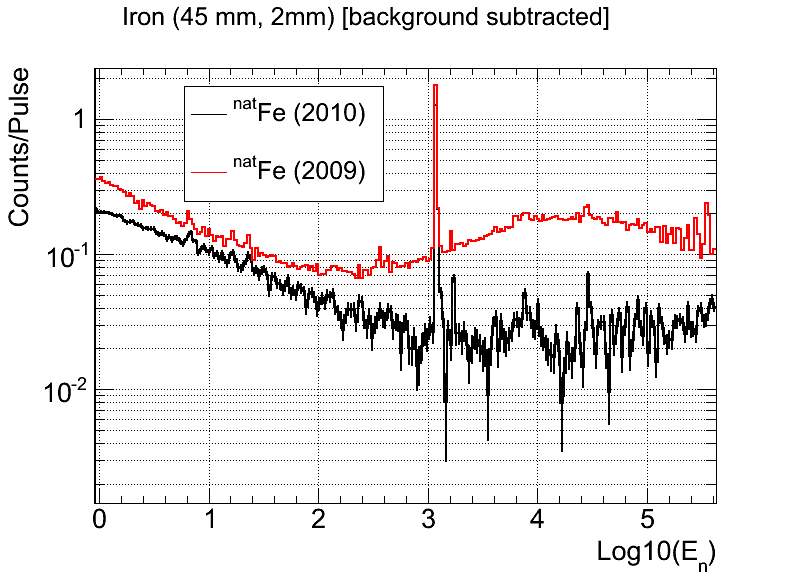 Iron (45 mm, 2mm) [background subtracted]
Counts/Pulse
natFe (2010)
natFe (2009)
1
10-1
10-2
0 1 2 3 4 5
Log10(En)